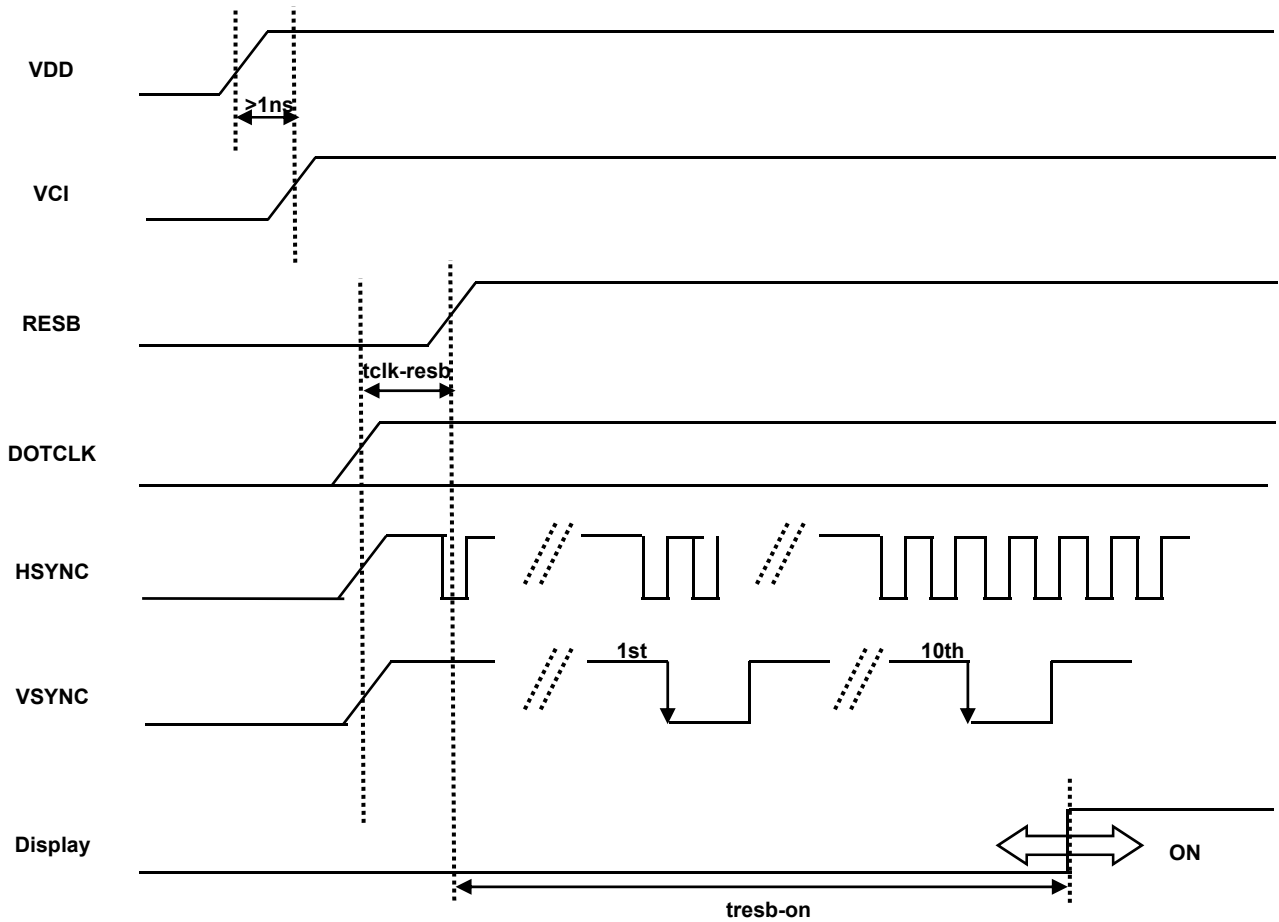 VDD
>1ns
VCI
RESB
tclk-resb
DOTCLK
HSYNC
1st
10th
VSYNC
Display
ON
tresb-on